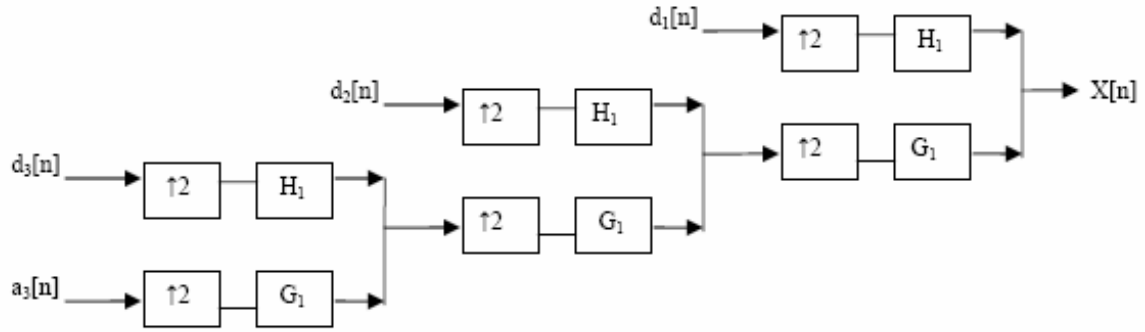 d₁[n] ↑2 H₁
X[n]
d₂[n] ↑2 H₁ ↑2 G₁
d₃[n] ↑2 H₁ ↑2 G₁
a₃[n] ↑2 G₁